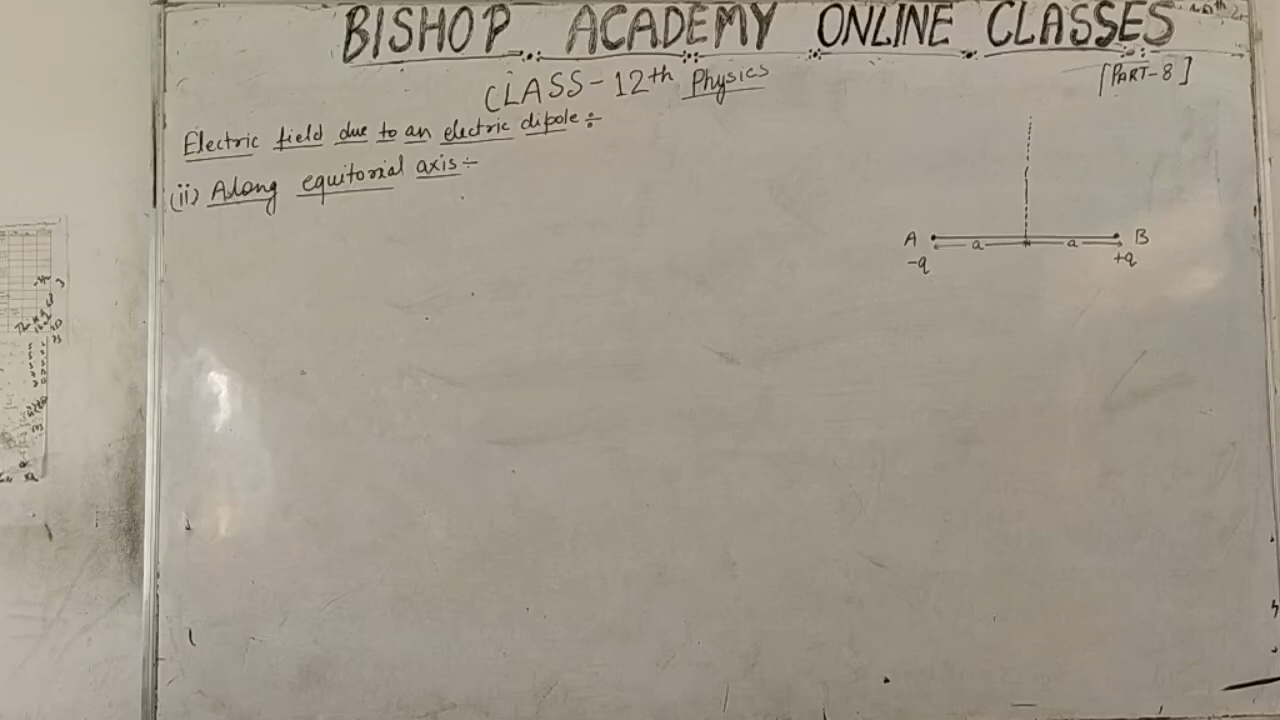 BISHOP ACADEMY ONLINE CLASSES
CLASS-12th Physics
[PART-8]
Electric field due to an electric dipole÷
(ii) Along equitorial axis÷
A a a B
-q +q